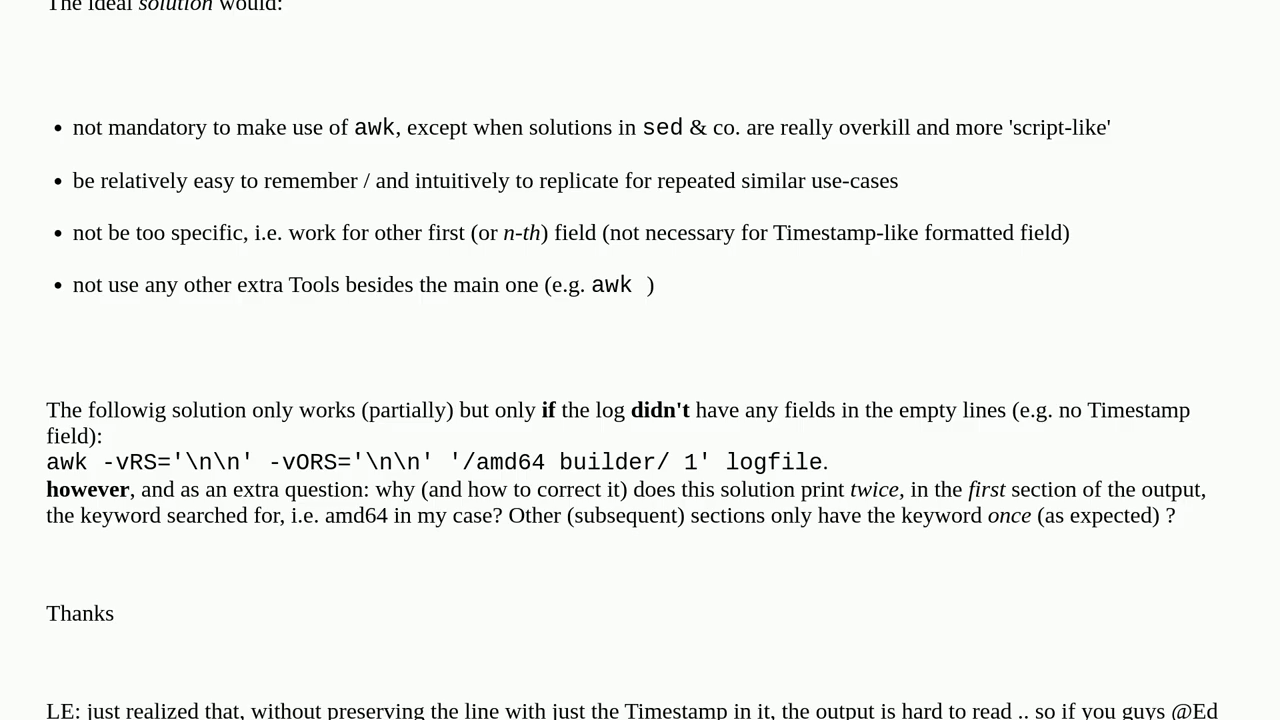 The ideal solution would:
not mandatory to make use of awk, except when solutions in sed & co. are really overkill and more 'script-like'
be relatively easy to remember / and intuitively to replicate for repeated similar use-cases
not be too specific, i.e. work for other first (or n-th) field (not necessary for Timestamp-like formatted field)
not use any other extra Tools besides the main one (e.g. awk )
The followig solution only works (partially) but only if the log didn't have any fields in the empty lines (e.g. no Timestamp
field):
awk -vRS='\n\n' -vORS='\n\n' '/amd64 builder/ 1' logfile.
however, and as an extra question: why (and how to correct it) does this solution print twice, in the first section of the output,
the keyword searched for, i.e. amd64 in my case? Other (subsequent) sections only have the keyword once (as expected) ?
Thanks
LE: just realized that, without preserving the line with just the Timestamp in it, the output is hard to read .. so if you guys @Ed